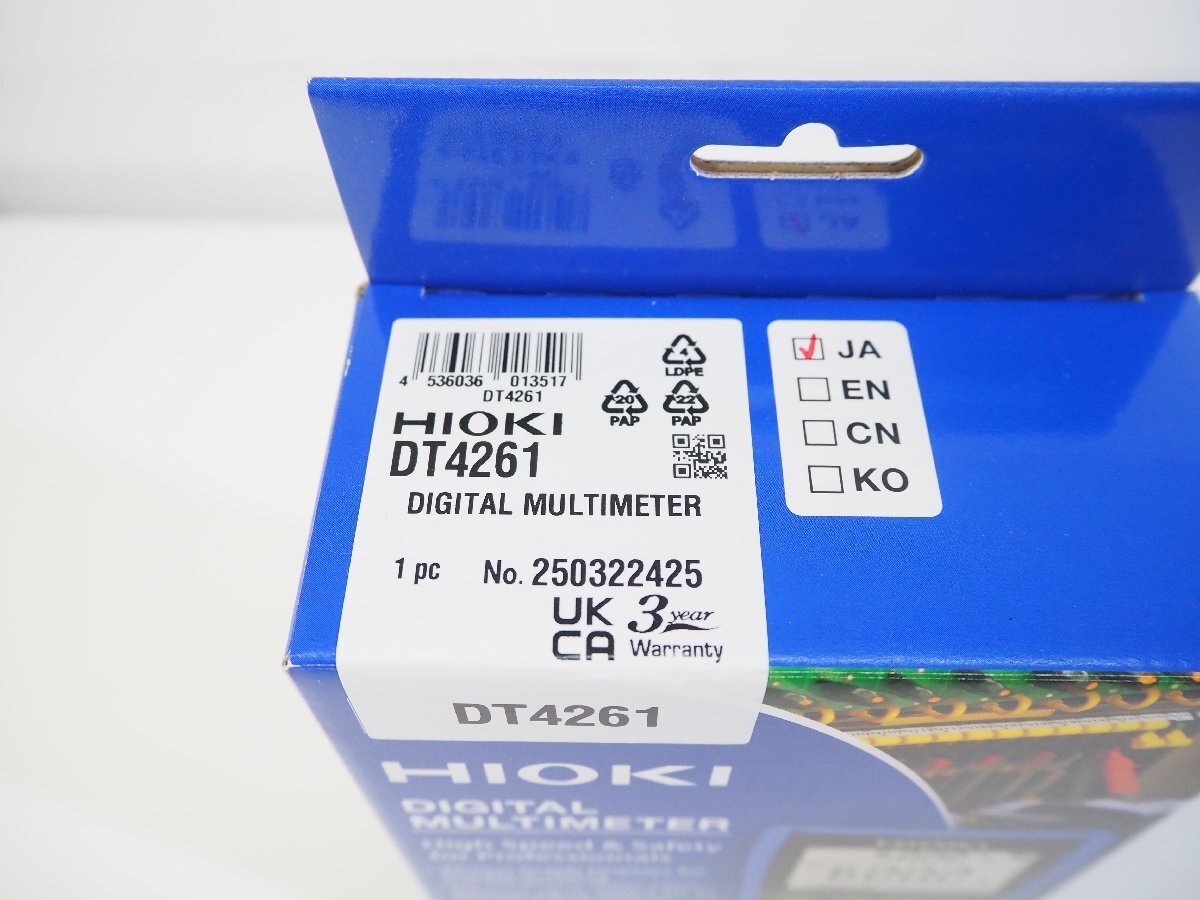 4 536036 013517
DT4261
HIOKI
DT4261
DIGITAL MULTIMETER
1 pc No. 250322425
UK
CA
3 year
Warranty
4
LDPE
20
PAP
22
PAP
JA
EN
CN
KO
DT4261
HIOKI
DIGITAL
MULTIMETER
High Speed & Safety
for Professionals